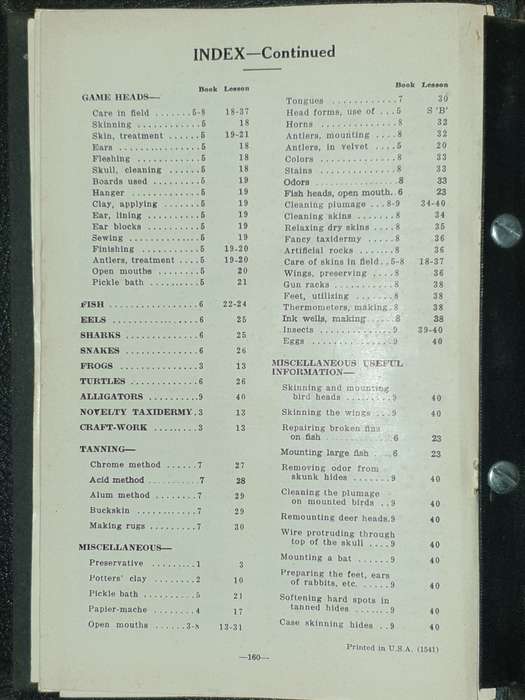 INDEX—Continued
Book Lesson
GAME HEADS—
Care in field .......5-8 18-37
Skinning ...........5 18
Skin, treatment ......5 19-21
Ears ...............5 18
Fleshing ............5 18
Skull, cleaning ......5 18
Boards used .........5 19
Hanger .............5 19
Clay, applying .......5 19
Ear, lining ..........5 19
Ear blocks ..........5 19
Sewing .............5 19
Finishing ...........5 19-20
Antlers, treatment ....5 19-20
Open mouths ........5 20
Pickle bath ..........5 21
FISH ................6 22-24
EELS ...............6 25
SHARKS .............6 25
SNAKES .............6 26
FROGS ..............3 13
TURTLES ............6 26
ALLIGATORS .........9 40
NOVELTY TAXIDERMY .3 13
CRAFT-WORK .........3 13
TANNING—
Chrome method ......7 27
Acid method .........7 28
Alum method ........7 29
Buckskin ............7 29
Making rugs .........7 30
MISCELLANEOUS—
Preservative .........1 3
Potters' clay ........2 10
Pickle bath ..........5 21
Papier-mache ........4 17
Open mouths ......3-8 13-31
Book Lesson
Tongues ............7 30
Head forms, use of ...5 S 'B'
Horns ..............8 32
Antlers, mounting ....8 32
Antlers, in velvet ....5 20
Colors ..............8 33
Stains ..............8 33
Odors ..............8 33
Fish heads, open mouth. .6 23
Cleaning plumage ...8-9 34-40
Cleaning skins .......8 34
Relaxing dry skins ....8 35
Fancy taxidermy .....8 36
Artificial rocks .......8 36
Care of skins in field. .5-8 18-37
Wings, preserving ....8 36
Gun racks ...........8 38
Feet, utilizing .......8 38
Thermometers, making .8 38
Ink wells, making .....8 38
Insects .............9 39-40
Eggs ...............9 40
MISCELLANEOUS USEFUL
INFORMATION—
Skinning and mounting
bird heads .........9 40
Skinning the wings ...9 40
Repairing broken fins
on fish .............6 23
Mounting large fish ....6 23
Removing odor from
skunk hides .......9 40
Cleaning the plumage
on mounted birds ..9 40
Remounting deer heads.9 40
Wire protruding through
top of the skull ....9 40
Mounting a bat ......9 40
Preparing the feet, ears
of rabbits, etc. .....9 40
Softening hard spots in
tanned hides .......9 40
Case skinning hides ..9 40
Printed in U.S.A. (1541)
—160—